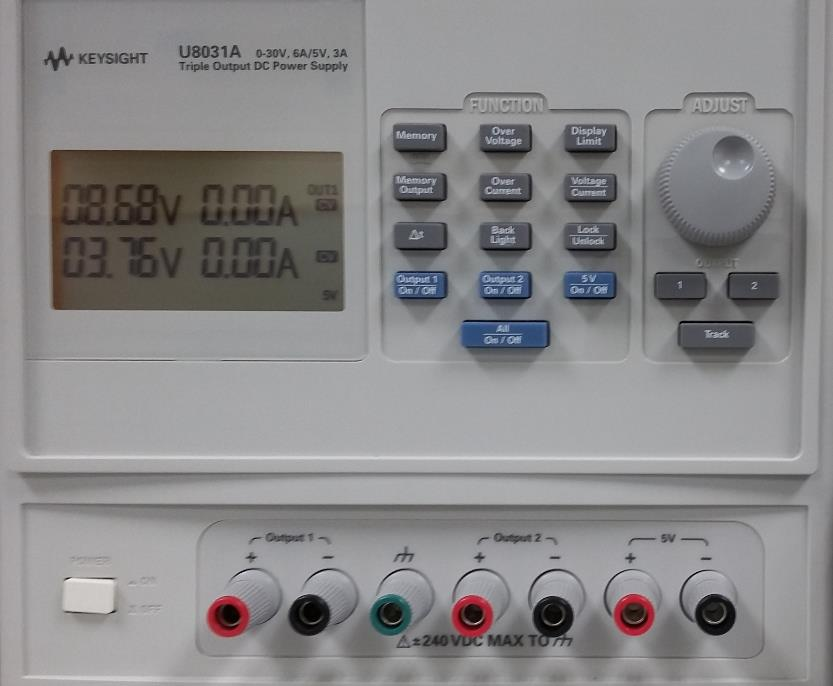 KEYSIGHT
U8031A 0-30V, 6A/5V, 3A
Triple Output DC Power Supply
08.68V 0.00A OUT1
CV
03.76V 0.00A CV
5V
FUNCTION
Memory
Over Voltage
Display Limit
Memory Output
Over Current
Voltage Current
Δt
Back Light
Lock Unlock
Output 1 On / Off
Output 2 On / Off
5 V On / Off
All On / Off
ADJUST
OUTPUT
1 2
Track
POWER
ON
OFF
Output 1
+ −
Output 2
+ −
5V
+ −
±240 VDC MAX TO